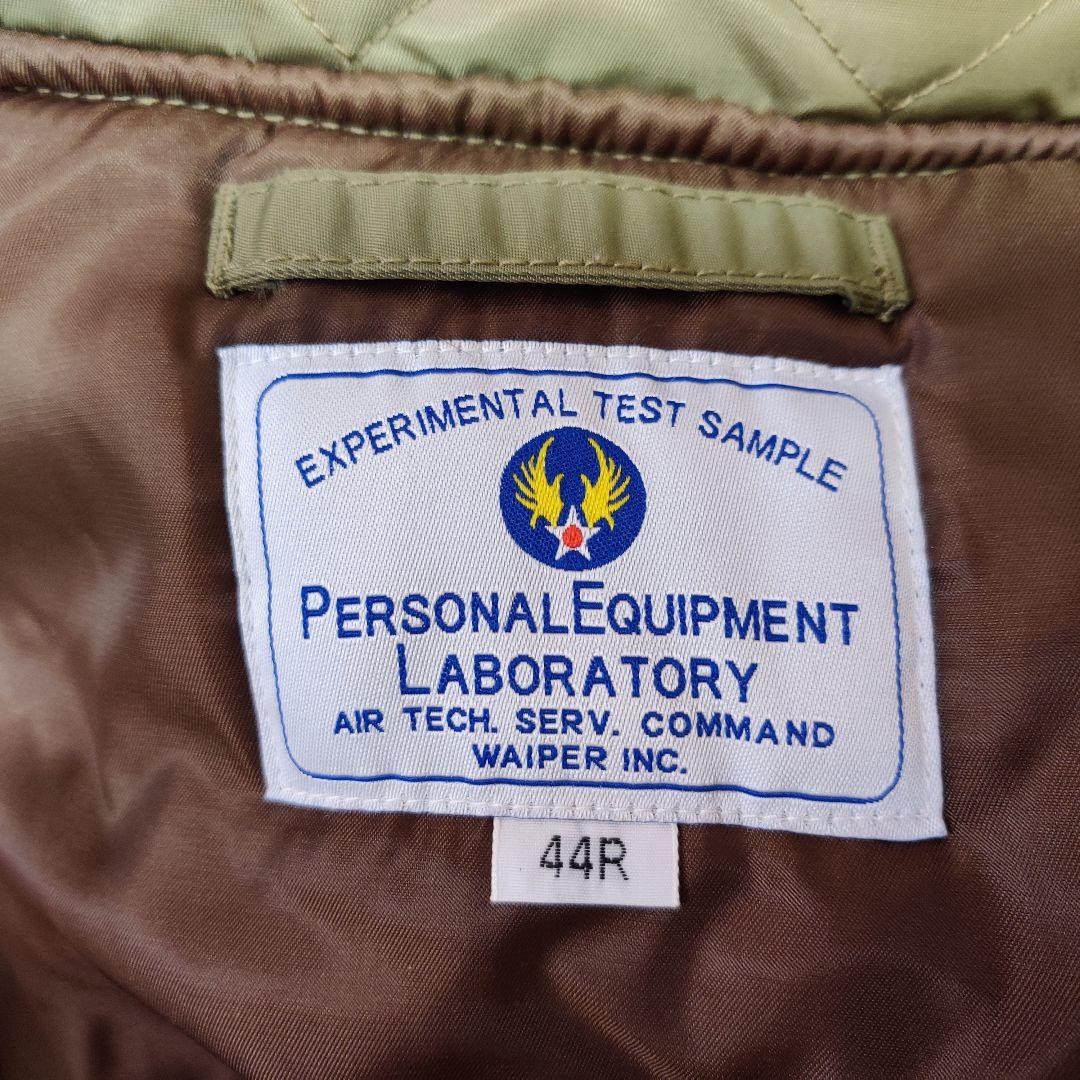 EXPERIMENTAL TEST SAMPLE
PERSONALEQUIPMENT
LABORATORY
AIR TECH. SERV. COMMAND
WAIPER INC.
44R